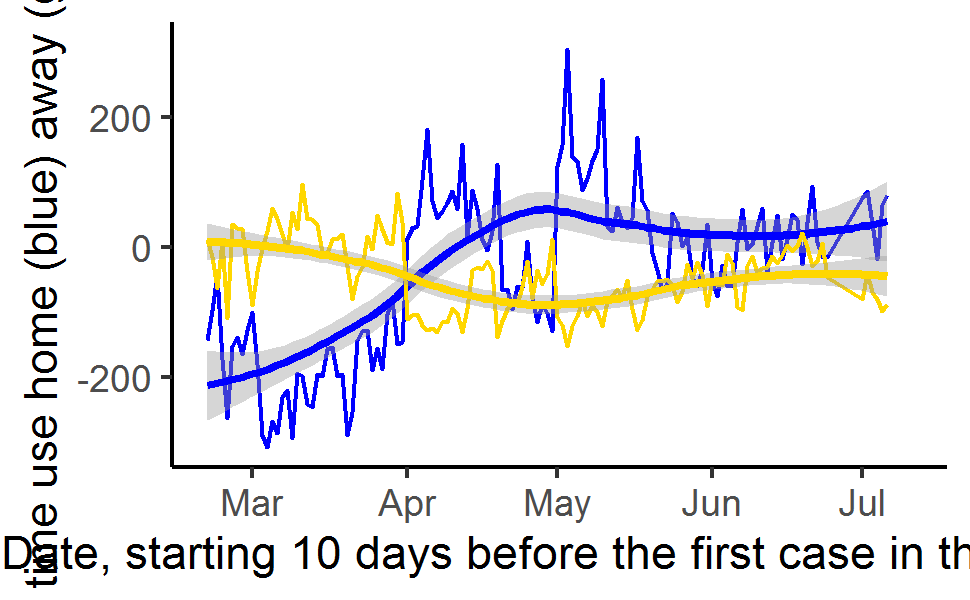 time use home (blue) away (
200
0
-200
Mar Apr May Jun Jul
Date, starting 10 days before the first case in th